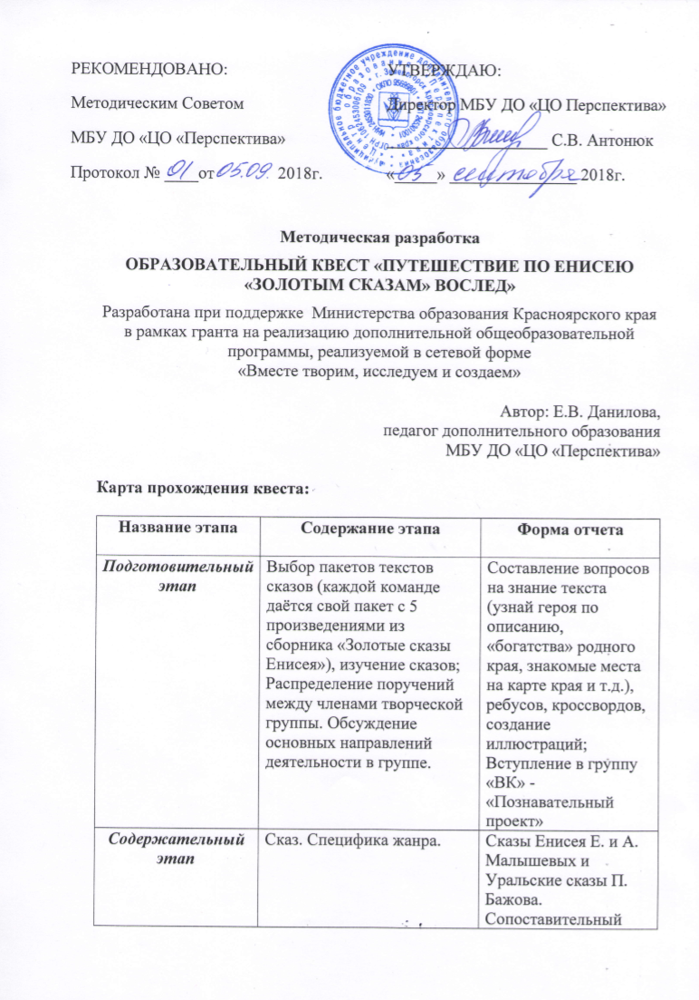 РЕКОМЕНДОВАНО:
Методическим Советом
МБУ ДО «ЦО «Перспектива»
Протокол № 01 от 05.09. 2018г.
УТВЕРЖДАЮ:
Директор МБУ ДО «ЦО Перспектива»
С.В. Антонюк
«05» сентября 2018г.
Методическая разработка
ОБРАЗОВАТЕЛЬНЫЙ КВЕСТ «ПУТЕШЕСТВИЕ ПО ЕНИСЕЮ
«ЗОЛОТЫМ СКАЗАМ» ВОСЛЕД»
Разработана при поддержке Министерства образования Красноярского края
в рамках гранта на реализацию дополнительной общеобразовательной
программы, реализуемой в сетевой форме
«Вместе творим, исследуем и создаем»
Автор: Е.В. Данилова,
педагог дополнительного образования
МБУ ДО «ЦО «Перспектива»
Карта прохождения квеста:
Название этапа
Содержание этапа
Форма отчета
Подготовительный
этап
Выбор пакетов текстов
сказов (каждой команде
даётся свой пакет с 5
произведениями из
сборника «Золотые сказы
Енисея»), изучение сказов;
Распределение поручений
между членами творческой
группы. Обсуждение
основных направлений
деятельности в группе.
Составление вопросов
на знание текста
(узнай героя по
описанию,
«богатства» родного
края, знакомые места
на карте края и т.д.),
ребусов, кроссвордов,
создание
иллюстраций;
Вступление в группу
«ВК» -
«Познавательный
проект»
Содержательный
этап
Сказ. Специфика жанра.
Сказы Енисея Е. и А.
Малышевых и
Уральские сказы П.
Бажова.
Сопоставительный